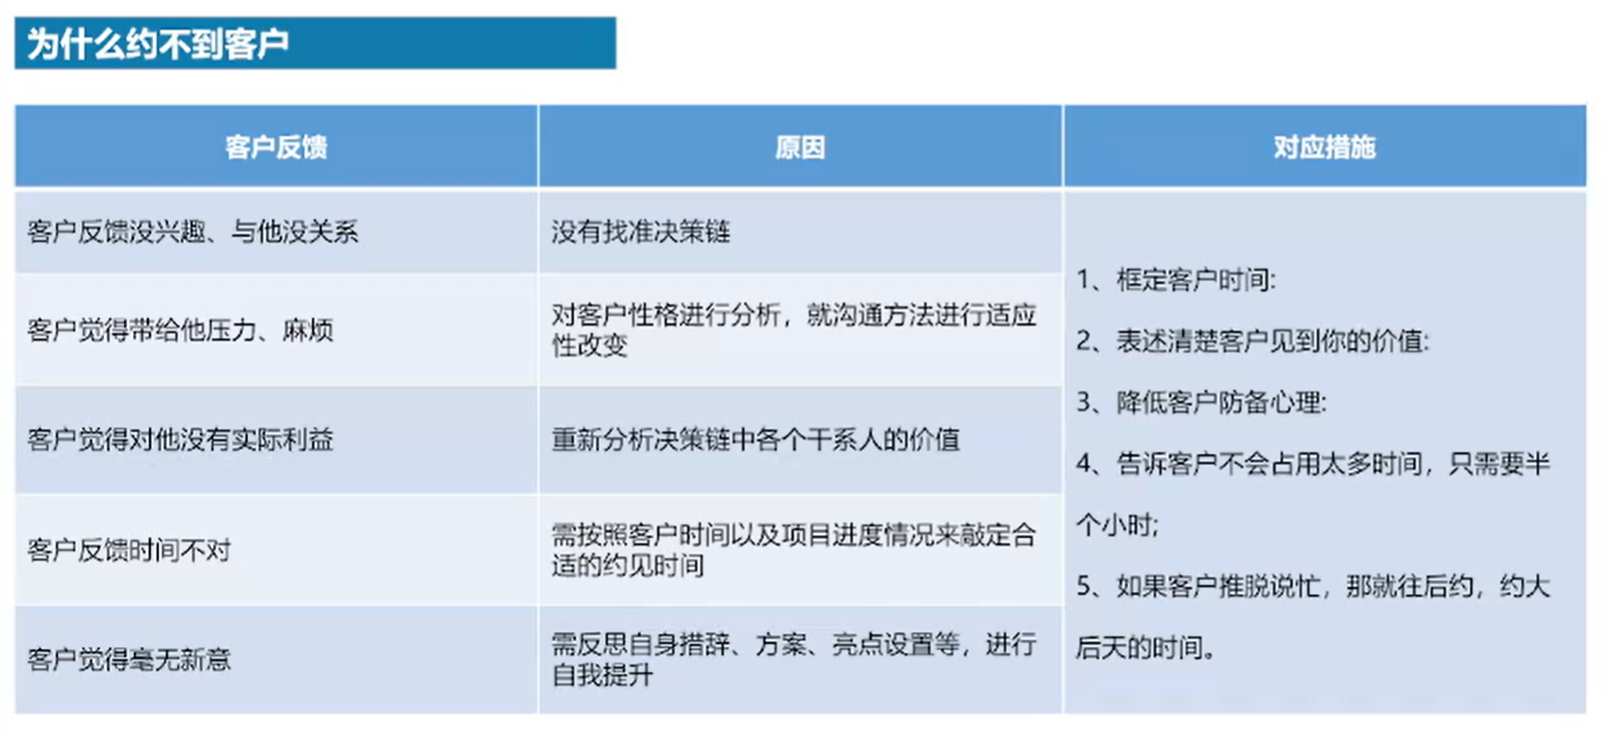 为什么约不到客户
客户反馈
原因
对应措施
客户反馈没兴趣、与他没关系
没有找准决策链
客户觉得带给他压力、麻烦
对客户性格进行分析，就沟通方法进行适应
性改变
客户觉得对他没有实际利益
重新分析决策链中各个干系人的价值
客户反馈时间不对
需按照客户时间以及项目进度情况来敲定合
适的约见时间
客户觉得毫无新意
需反思自身措辞、方案、亮点设置等，进行
自我提升
1、框定客户时间:
2、表述清楚客户见到你的价值:
3、降低客户防备心理:
4、告诉客户不会占用太多时间，只需要半
个小时;
5、如果客户推脱说忙，那就往后约，约大
后天的时间。